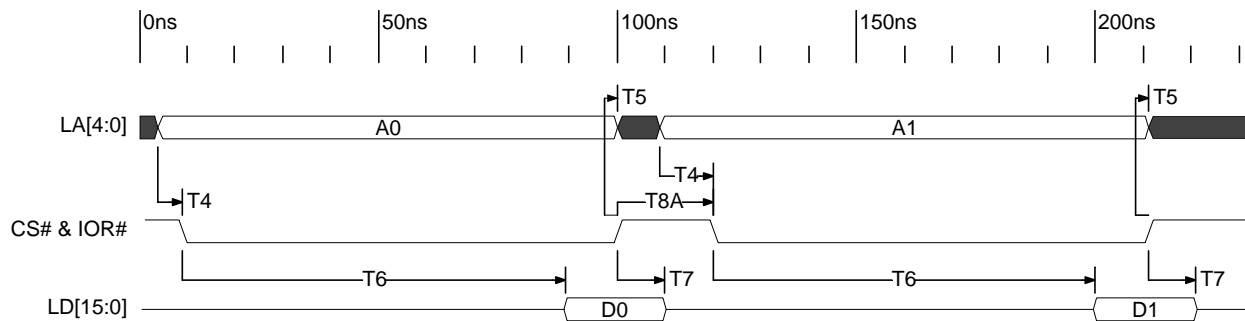 0ns 50ns 100ns 150ns 200ns
T5 T5
LA[4:0] A0 A1
T4
T4 T8A
CS# & IOR#
T6 T7 T6 T7
LD[15:0] D0 D1